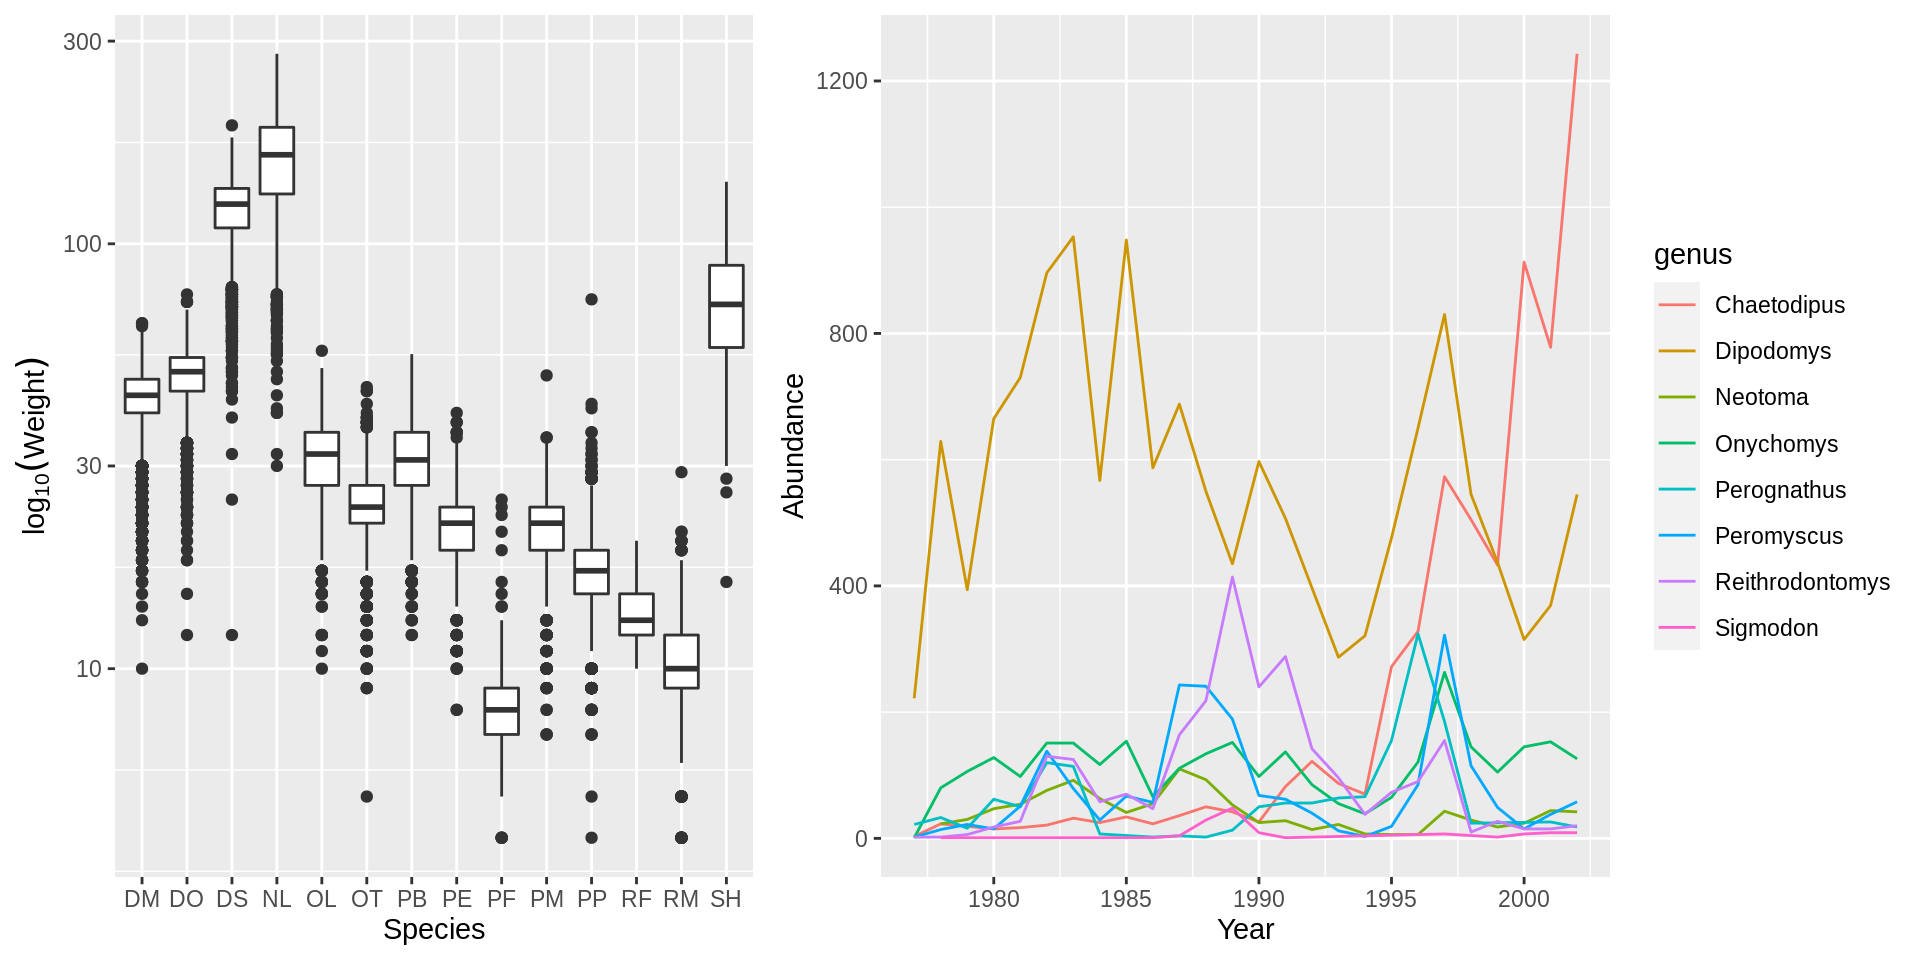 log10(Weight)
300
100
30
10
DM DO DS NL OL OT PB PE PF PM PP RF RM SH
Species
Abundance
1200
800
400
0
1980 1985 1990 1995 2000
Year
genus
Chaetodipus
Dipodomys
Neotoma
Onychomys
Perognathus
Peromyscus
Reithrodontomys
Sigmodon